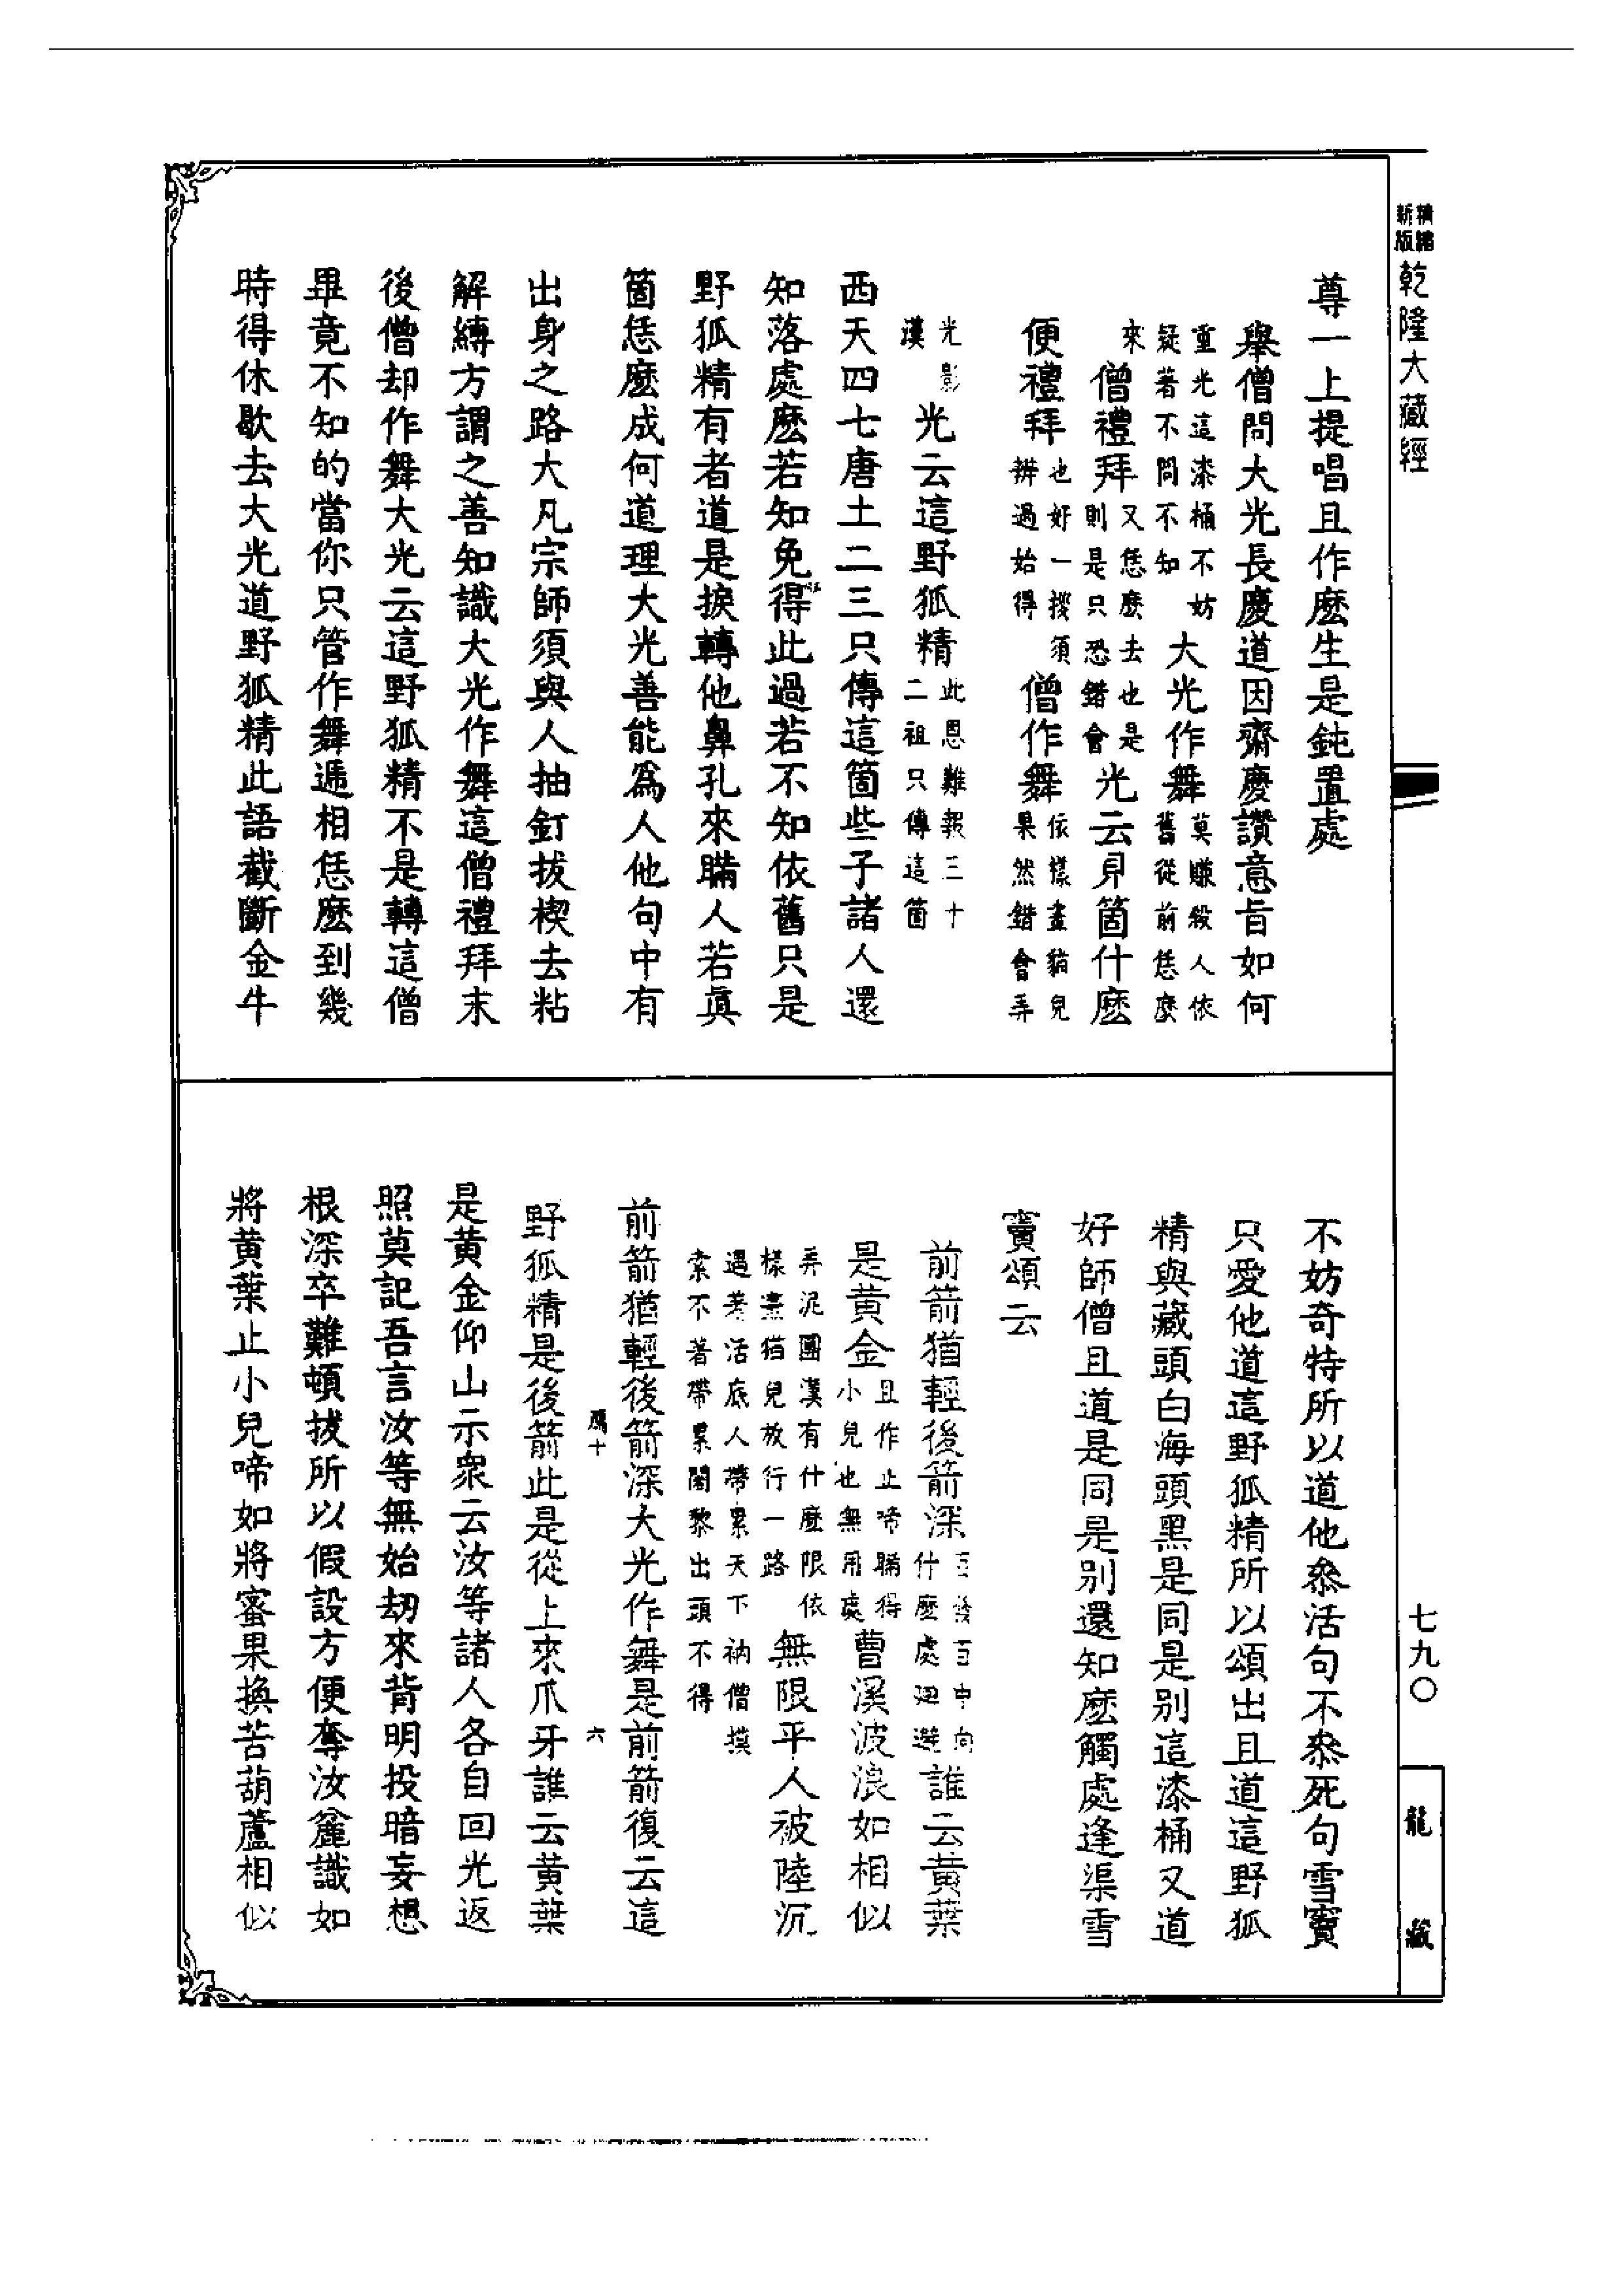 精縮
新版
乾隆大藏經
尊一上提唱且作麼生是鈍置處
舉僧問大光長慶道因齋慶讚意旨如何
重光這漆桶不妨疑著不問不知大光作舞莫賺殺人依舊從前恁麼
來僧禮拜又恁麼去也是則是只恐錯會光云見箇什麼
便禮拜也好一拶須辨過始得僧作舞依樣畫貓兒果然錯會弄
光影漢光云這野狐精此恩難報三十二祖只傳這箇
西天四七唐土二三只傳這箇些子諸人還
知落處麼若知免得此過若不知依舊只是
野狐精有者道是捩轉他鼻孔來瞞人若眞
箇恁麼成何道理大光善能爲人他句中有
出身之路大凡宗師須與人抽釘拔楔去粘
解縛方謂之善知識大光作舞這僧禮拜末
後僧却作舞大光云這野狐精不是轉這僧
畢竟不知的當你只管作舞遞相恁麼到幾
時得休歇去大光道野狐精此語截斷金牛
不妨奇特所以道他參活句不參死句雪竇
只愛他道這野狐精所以頌出且道這野狐
精與藏頭白海頭黑是同是別這漆桶又道
好師僧且道是同是別還知麼觸處逢渠雪
竇頌云
前箭猶輕後箭深百發百中向什麼處迴避誰云黃葉
是黃金且作止啼瞞得小兒也無用處曹溪波浪如相似
弄泥團漢有什麼限依樣畫猫兒放行一路無限平人被陸沉
遇著活底人帶累天下衲僧摸索不著帶累闍黎出頭不得
前箭猶輕後箭深大光作舞是前箭復云這
雁十
六
野狐精是後箭此是從上來爪牙誰云黃葉
是黃金仰山示衆云汝等諸人各自回光返
照莫記吾言汝等無始劫來背明投暗妄想
根深卒難頓拔所以假設方便奪汝麄識如
將黃葉止小兒啼如將蜜果換苦葫蘆相似
七九〇
龍藏